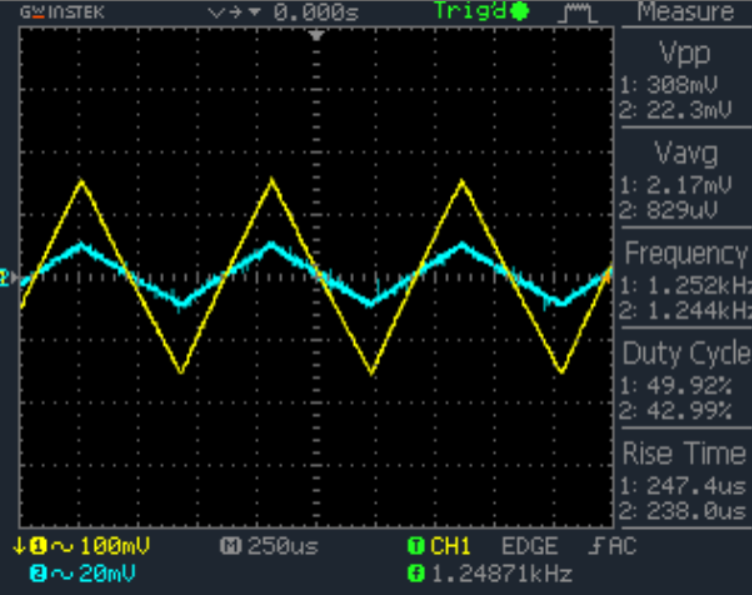 GWINSTEK 0.000s Trig'd Measure
Vpp
1: 308mV
2: 22.3mV
Vavg
1: 2.17mV
2: 829uV
Frequency
1: 1.252kHz
2: 1.244kHz
Duty Cycle
1: 49.92%
2: 42.99%
Rise Time
1: 247.4us
2: 238.0us
2
1 100mV M 250us T CH1 EDGE AC
2 20mV f 1.24871kHz